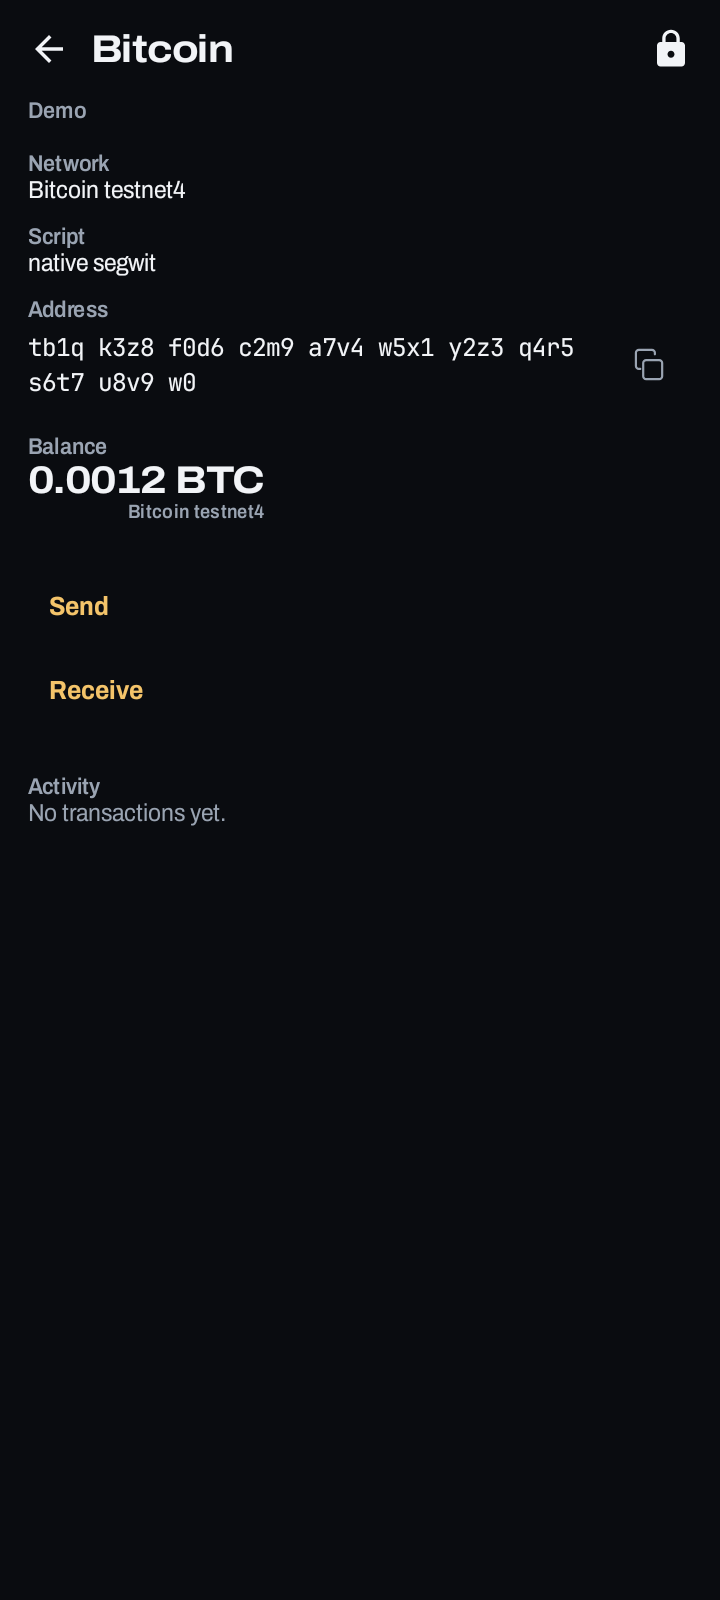 Bitcoin
Demo
Network
Bitcoin testnet4
Script
native segwit
Address
tb1q k3z8 f0d6 c2m9 a7v4 w5x1 y2z3 q4r5
s6t7 u8v9 w0
Balance
0.0012 BTC
Bitcoin testnet4
Send
Receive
Activity
No transactions yet.